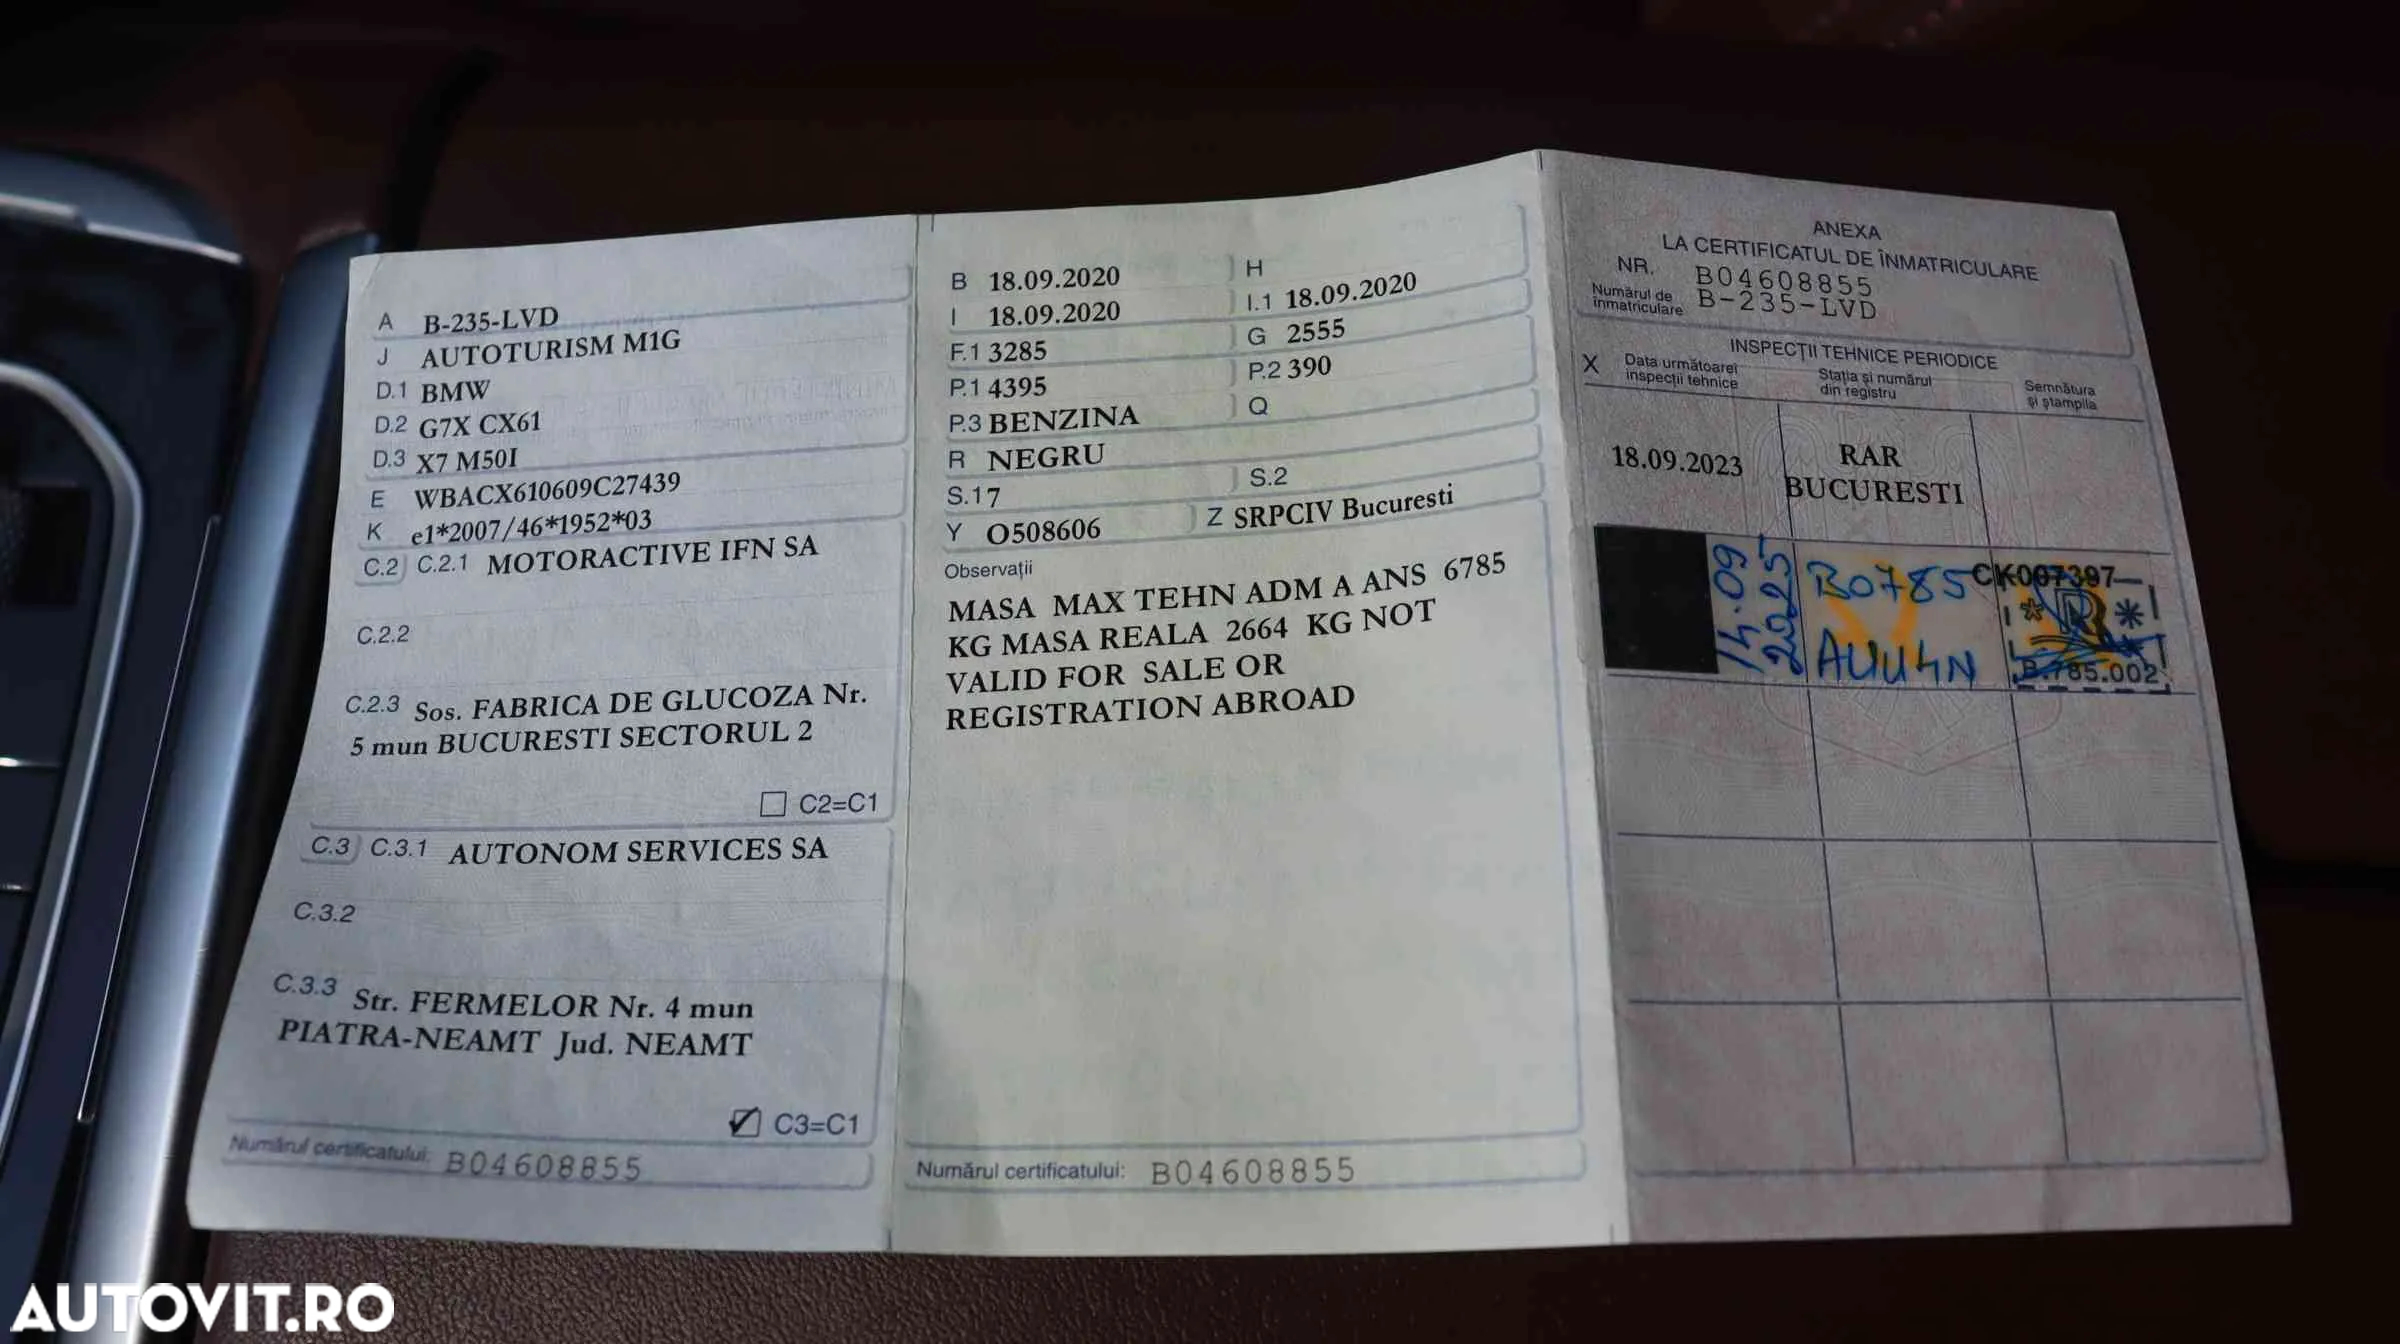 A B-235-LVD
J AUTOTURISM M1G
D.1 BMW
D.2 G7X CX61
D.3 X7 M50I
E WBACX610609C27439
K e1*2007/46*1952*03
C.2 C.2.1 MOTORACTIVE IFN SA
C.2.2
C.2.3 Sos. FABRICA DE GLUCOZA Nr.
5 mun BUCURESTI SECTORUL 2
C2=C1
C.3 C.3.1 AUTONOM SERVICES SA
C.3.2
C.3.3 Str. FERMELOR Nr. 4 mun
PIATRA-NEAMT Jud. NEAMT
C3=C1
Numărul certificatului: B04608855
B 18.09.2020 H
I 18.09.2020 I.1 18.09.2020
F.1 3285 G 2555
P.1 4395 P.2 390
P.3 BENZINA Q
R NEGRU
S.1 7 S.2
Y O508606 Z SRPCIV Bucuresti
Observații
MASA MAX TEHN ADM A ANS 6785
KG MASA REALA 2664 KG NOT
VALID FOR SALE OR
REGISTRATION ABROAD
Numărul certificatului: B04608855
ANEXA
LA CERTIFICATUL DE ÎNMATRICULARE
NR. B04608855
Numărul de înmatriculare B-235-LVD
INSPECȚII TEHNICE PERIODICE
X Data următoarei inspecții tehnice Stația și numărul din registru Semnătura și ștampila
18.09.2023 RAR
BUCURESTI
14.09
2025
B0785
CK007397
B.785.002
AUTOVIT.RO